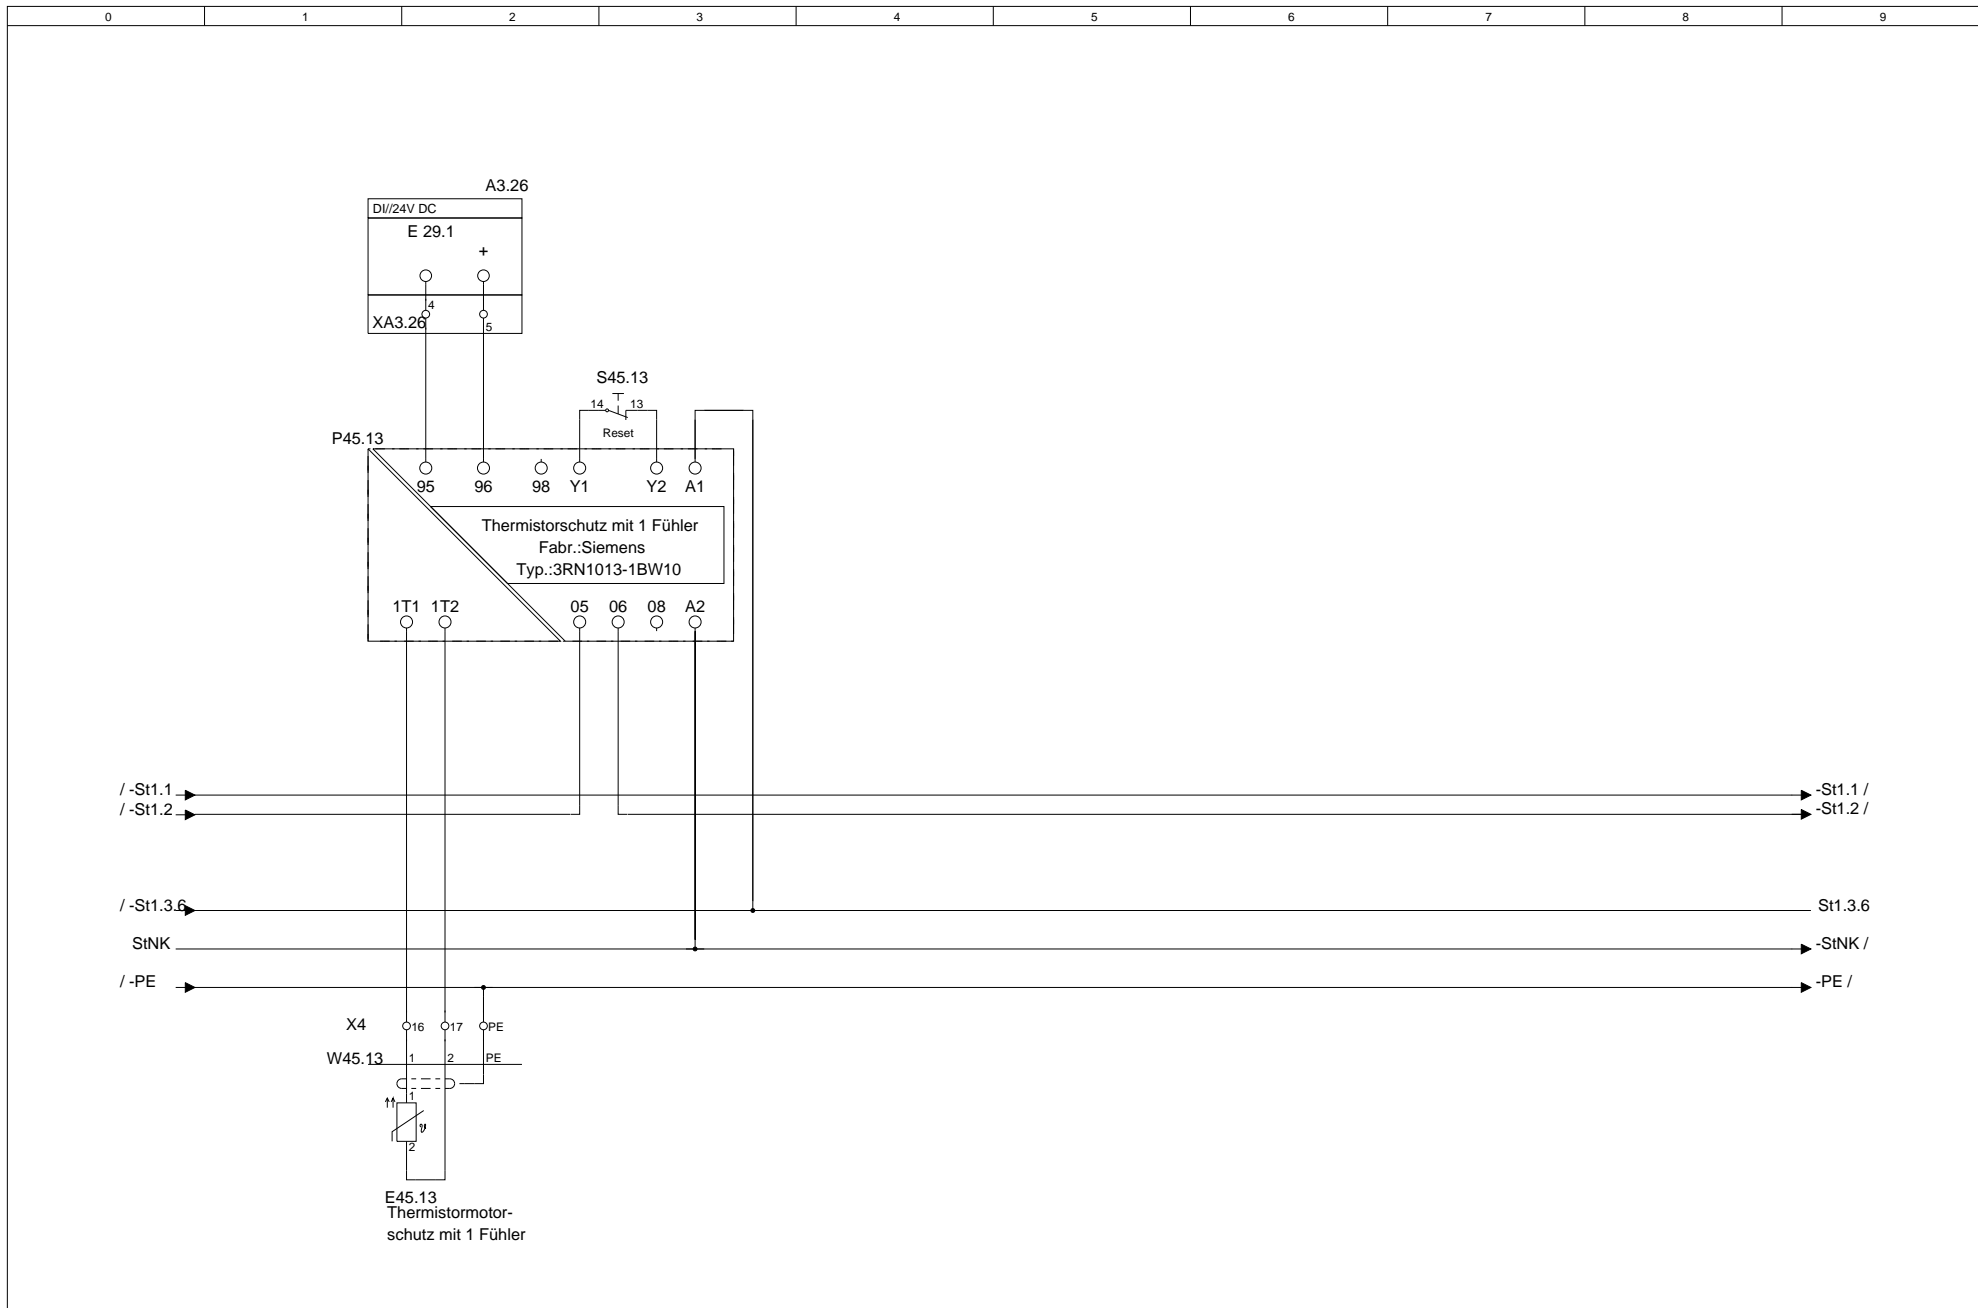 0 1 2 3 4 5 6 7 8 9
A3.26
DI//24V DC
E 29.1
+
4
XA3.26
5
S45.13
14 13
Reset
P45.13
95 96 98 Y1 Y2 A1
Thermistorschutz mit 1 Fühler
Fabr.:Siemens
Typ.:3RN1013-1BW10
1T1 1T2 05 06 08 A2
/ -St1.1 -St1.1 /
/ -St1.2 -St1.2 /
/ -St1.3.6 St1.3.6
StNK -StNK /
/ -PE -PE /
X4 16 17 PE
W45.13 1 2 PE
1
ϑ
2
E45.13
Thermistormotor-
schutz mit 1 Fühler